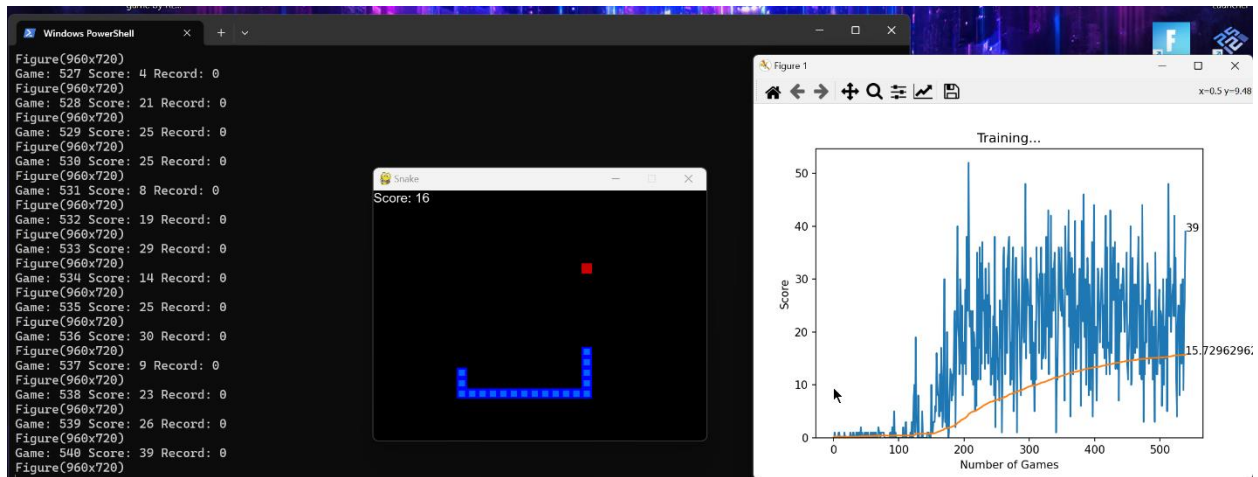 game by Re...
Launcher
Windows PowerShell
Figure(960x720)
Game: 527 Score: 4 Record: 0
Figure(960x720)
Game: 528 Score: 21 Record: 0
Figure(960x720)
Game: 529 Score: 25 Record: 0
Figure(960x720)
Game: 530 Score: 25 Record: 0
Figure(960x720)
Game: 531 Score: 8 Record: 0
Figure(960x720)
Game: 532 Score: 19 Record: 0
Figure(960x720)
Game: 533 Score: 29 Record: 0
Figure(960x720)
Game: 534 Score: 14 Record: 0
Figure(960x720)
Game: 535 Score: 25 Record: 0
Figure(960x720)
Game: 536 Score: 30 Record: 0
Figure(960x720)
Game: 537 Score: 9 Record: 0
Figure(960x720)
Game: 538 Score: 23 Record: 0
Figure(960x720)
Game: 539 Score: 26 Record: 0
Figure(960x720)
Game: 540 Score: 39 Record: 0
Figure(960x720)
Snake
Score: 16
Figure 1
x=0.5 y=9.48
Training...
Score
50
40
30
20
10
0
39
15.72962962
0 100 200 300 400 500
Number of Games